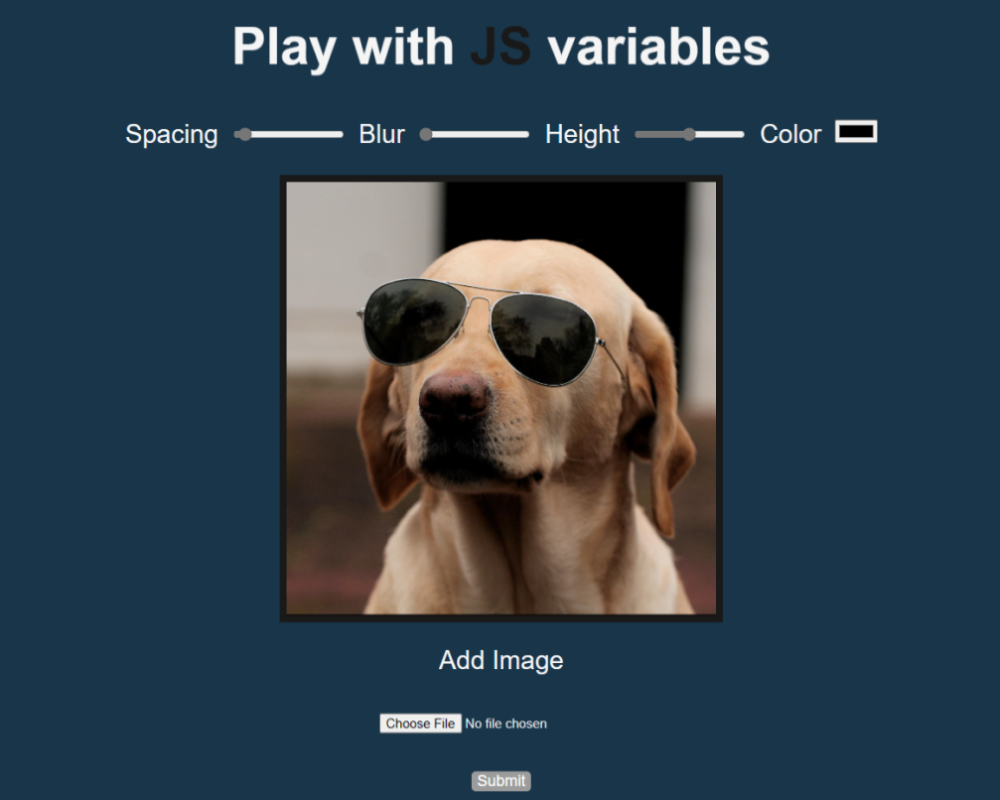 Play with JS variables
Spacing Blur Height Color
Add Image
Choose File No file chosen
Submit